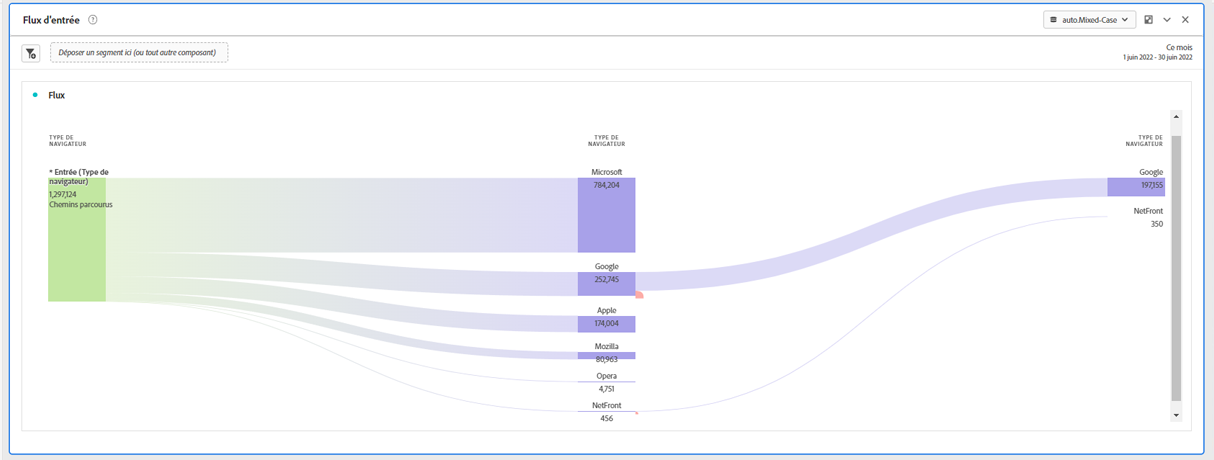 Flux d'entrée
auto.Mixed-Case
Déposer un segment ici (ou tout autre composant)
Ce mois
1 juin 2022 - 30 juin 2022
Flux
TYPE DE
NAVIGATEUR
TYPE DE
NAVIGATEUR
TYPE DE
NAVIGATEUR
* Entrée (Type de
navigateur)
1,297,124
Chemins parcourus
Microsoft
784,204
Google
252,745
Apple
174,004
Mozilla
80,963
Opera
4,751
NetFront
456
Google
197,155
NetFront
350